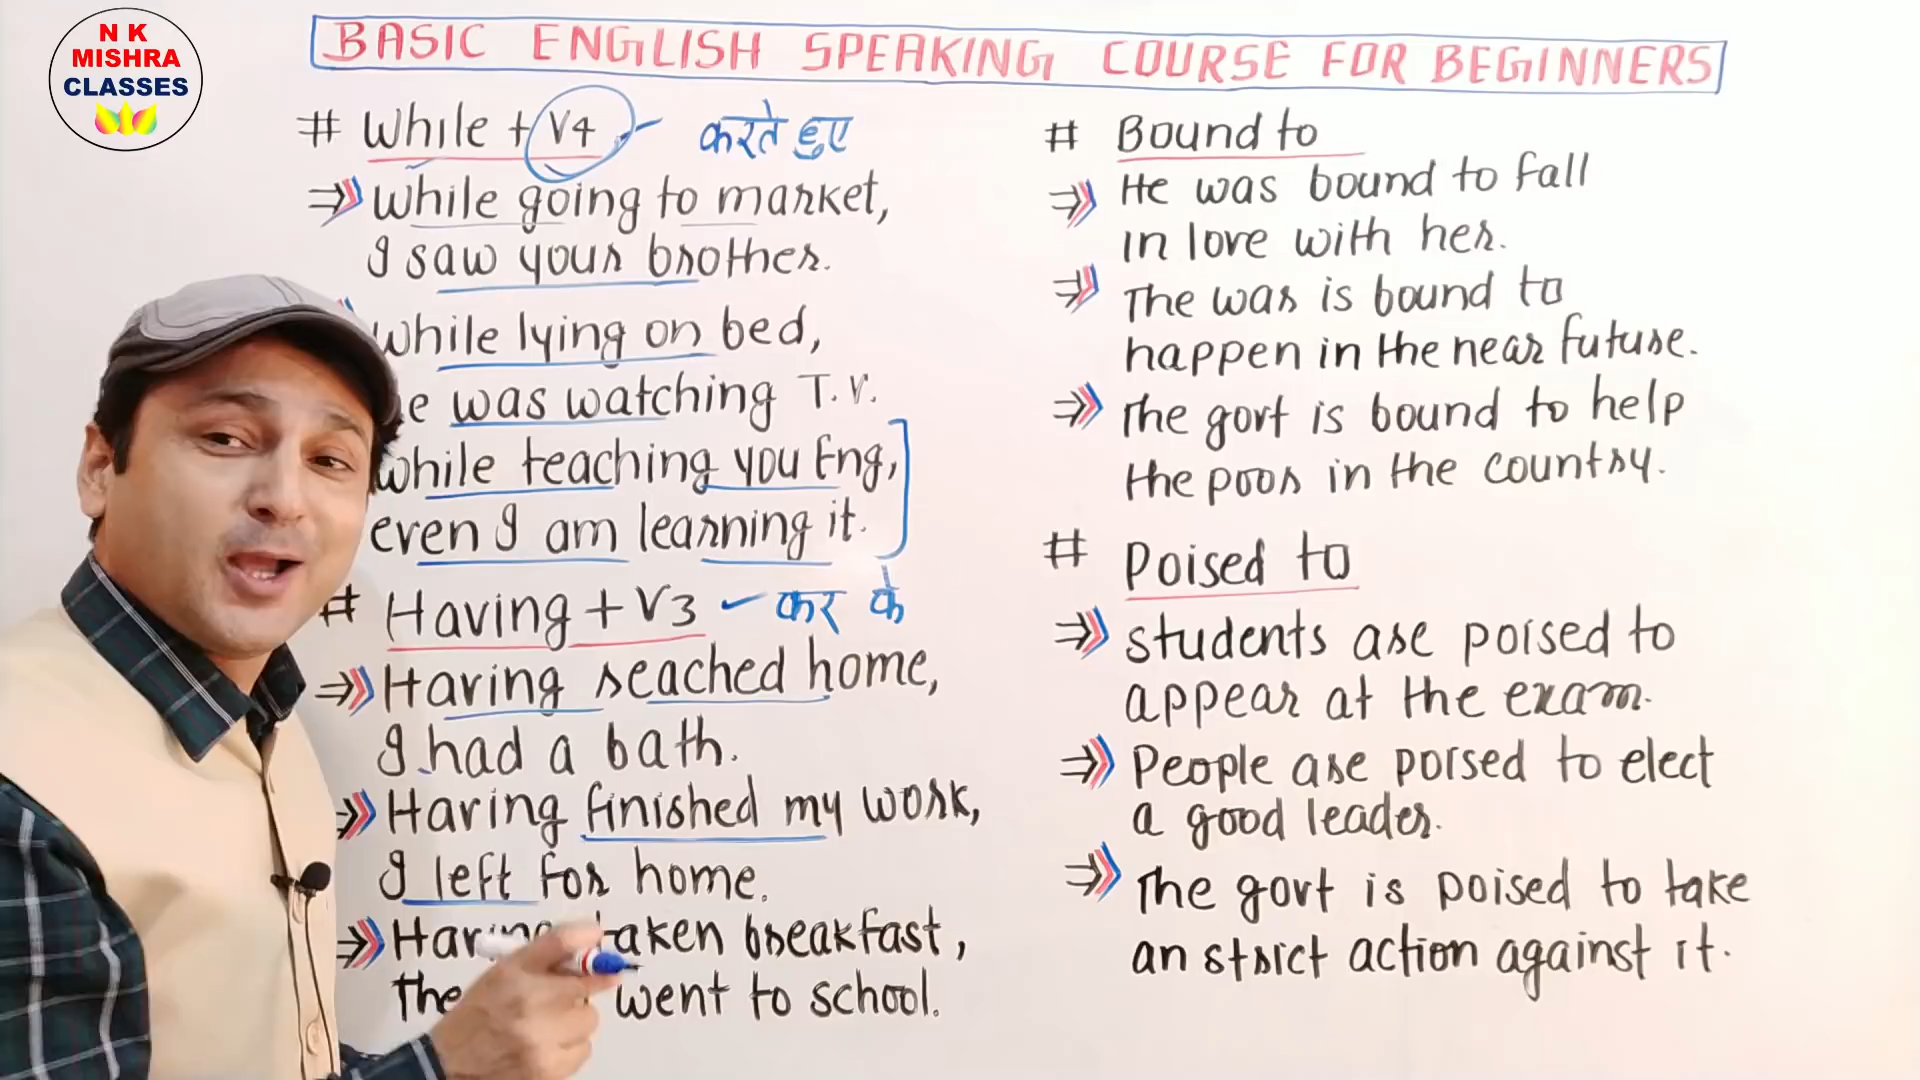 N K
MISHRA
CLASSES
BASIC ENGLISH SPEAKING COURSE FOR BEGINNERS
# While + V4 - करते हुए
⇒ While going to market,
I saw your brother.
While lying on bed,
was watching T.V.
While teaching you Eng,
even I am learning it.
# Having + V3 - कर के
⇒ Having reached home,
I had a bath.
⇒ Having finished my work,
I left for home.
⇒ Having taken breakfast,
went to school.
# Bound to
⇒ He was bound to fall
in love with her.
⇒ The war is bound to
happen in the near future.
⇒ The govt is bound to help
the poor in the country.
# Poised to
⇒ Students are poised to
appear at the exam.
⇒ People are poised to elect
a good leader.
⇒ The govt is poised to take
an strict action against it.